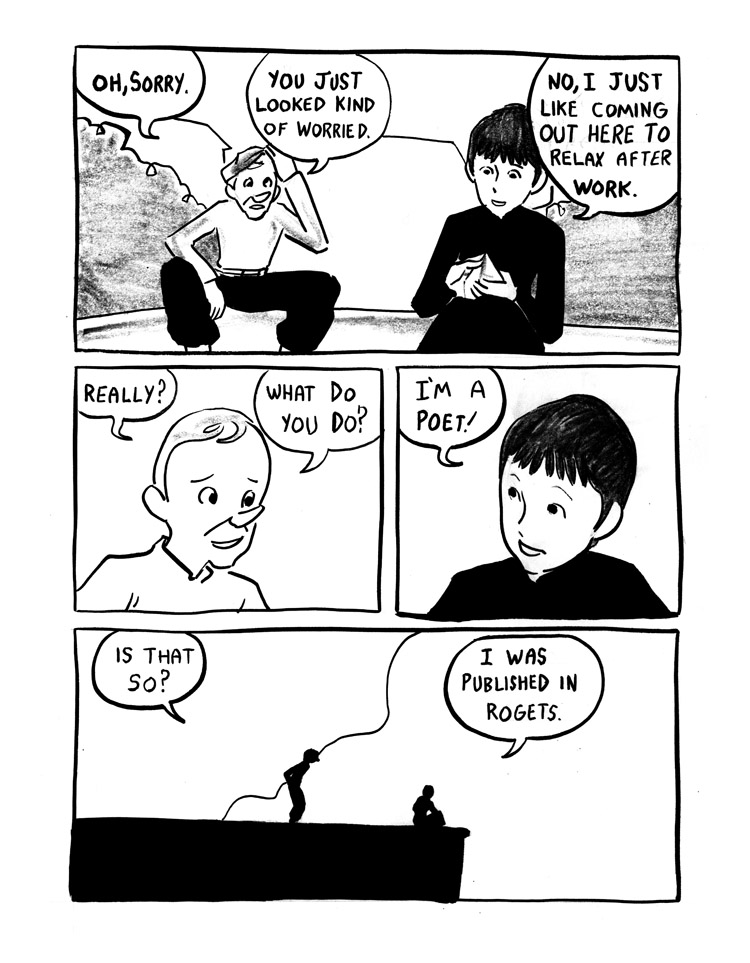 OH, SORRY.
YOU JUST
LOOKED KIND
OF WORRIED.
NO, I JUST
LIKE COMING
OUT HERE TO
RELAX AFTER
WORK.
REALLY?
WHAT DO
YOU DO?
I'M A
POET!
IS THAT
SO?
I WAS
PUBLISHED IN
ROGETS.